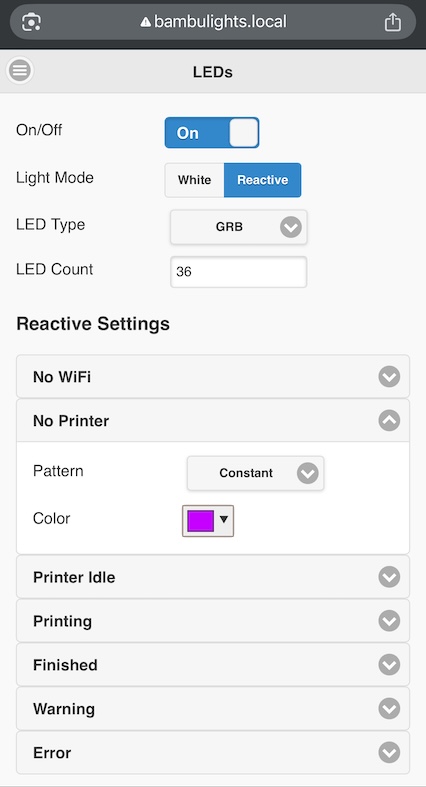 bambulights.local
LEDs
On/Off
On
Light Mode
White Reactive
LED Type
GRB
LED Count
36
Reactive Settings
No WiFi
No Printer
Pattern
Constant
Color
Printer Idle
Printing
Finished
Warning
Error